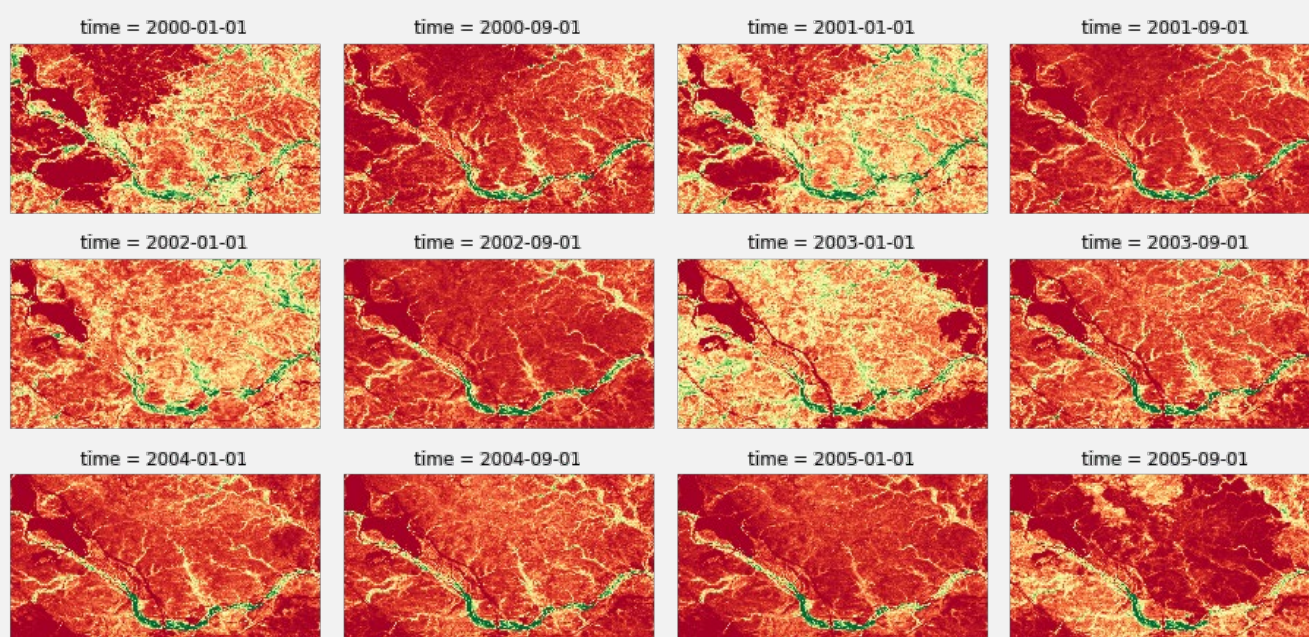 time = 2000-01-01
time = 2000-09-01
time = 2001-01-01
time = 2001-09-01
time = 2002-01-01
time = 2002-09-01
time = 2003-01-01
time = 2003-09-01
time = 2004-01-01
time = 2004-09-01
time = 2005-01-01
time = 2005-09-01